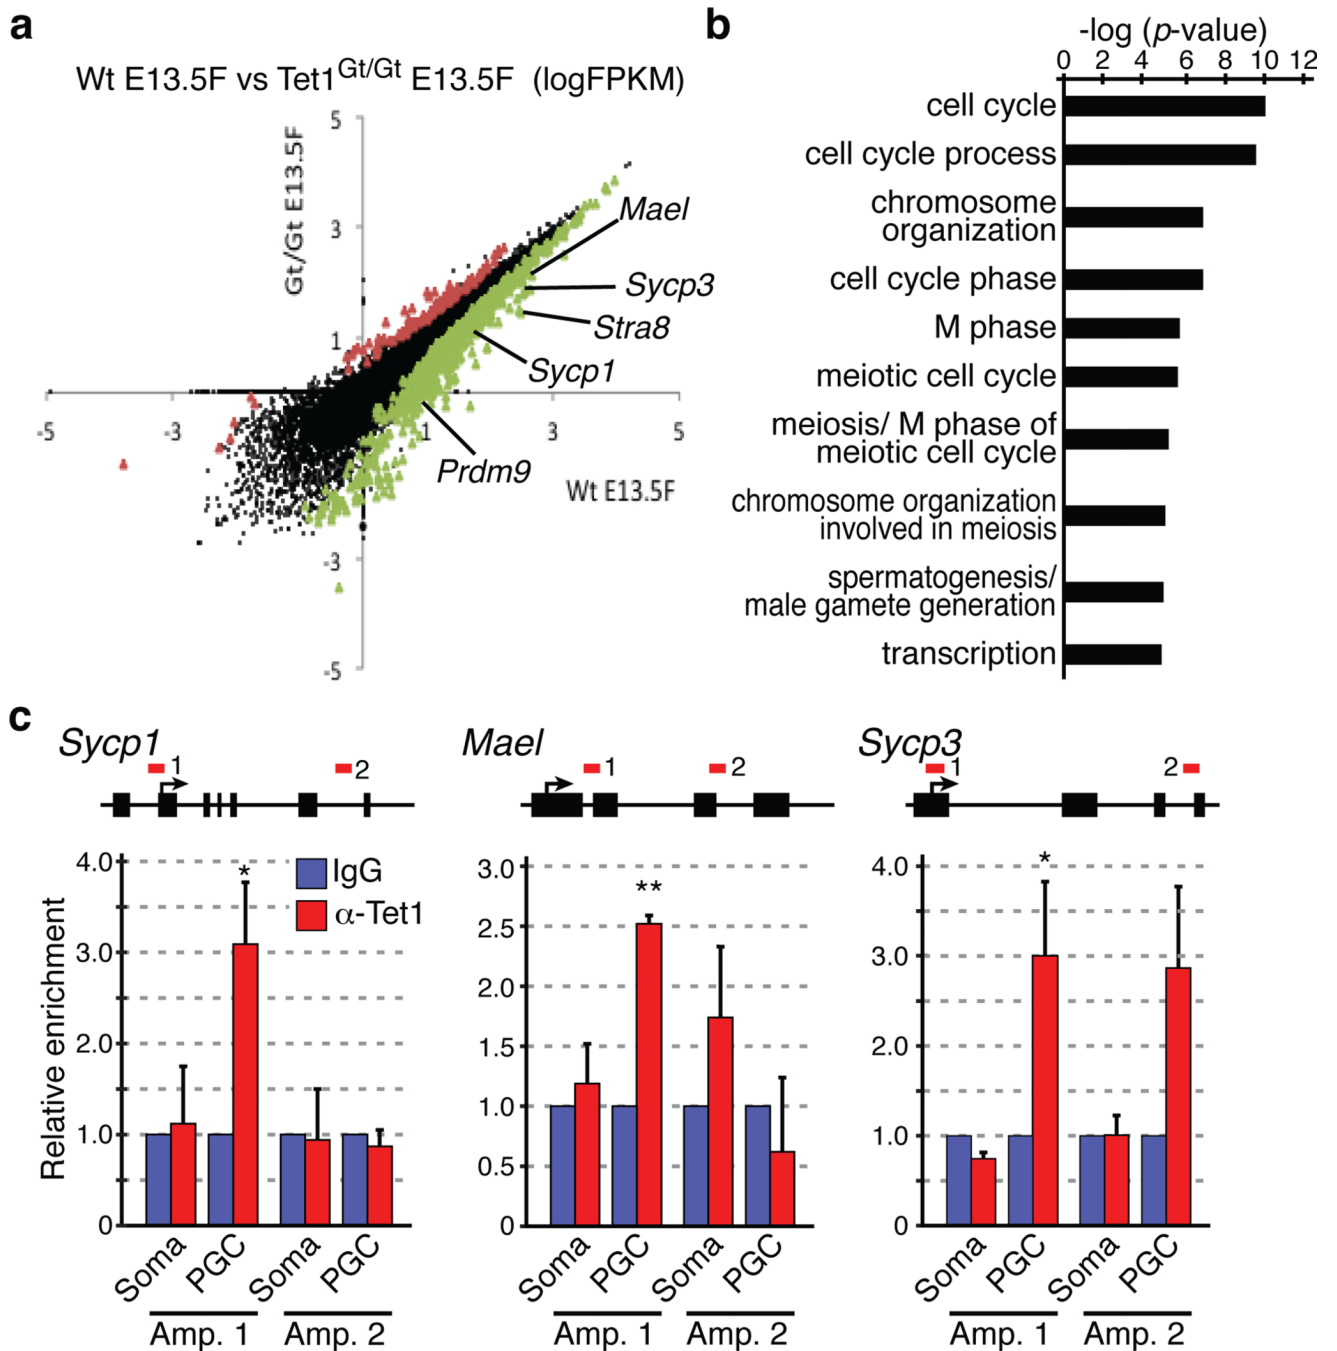 a
Wt E13.5F vs Tet1Gt/Gt E13.5F (logFPKM)
Gt/Gt E13.5F
5
3
1
-5
-3
1
3
5
-3
-5
Mael
Sycp3
Stra8
Sycp1
Prdm9
Wt E13.5F
b
-log (p-value)
0 2 4 6 8 10 12
cell cycle
cell cycle process
chromosome
organization
cell cycle phase
M phase
meiotic cell cycle
meiosis/ M phase of
meiotic cell cycle
chromosome organization
involved in meiosis
spermatogenesis/
male gamete generation
transcription
c
Sycp1
1
2
Relative enrichment
4.0
3.0
2.0
1.0
0
*
IgG
α-Tet1
Soma
PGC
Soma
PGC
Amp. 1
Amp. 2
Mael
1
2
3.0
2.5
2.0
1.5
1.0
0.5
0
**
Soma
PGC
Soma
PGC
Amp. 1
Amp. 2
Sycp3
1
2
4.0
3.0
2.0
1.0
0
*
Soma
PGC
Soma
PGC
Amp. 1
Amp. 2